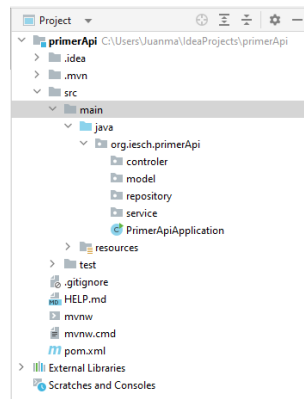 Project
primerApi C:\Users\Juanma\IdeaProjects\primerApi
.idea
.mvn
src
main
java
org.iesch.primerApi
controler
model
repository
service
PrimerApiApplication
resources
test
.gitignore
HELP.md
mvnw
mvnw.cmd
pom.xml
External Libraries
Scratches and Consoles